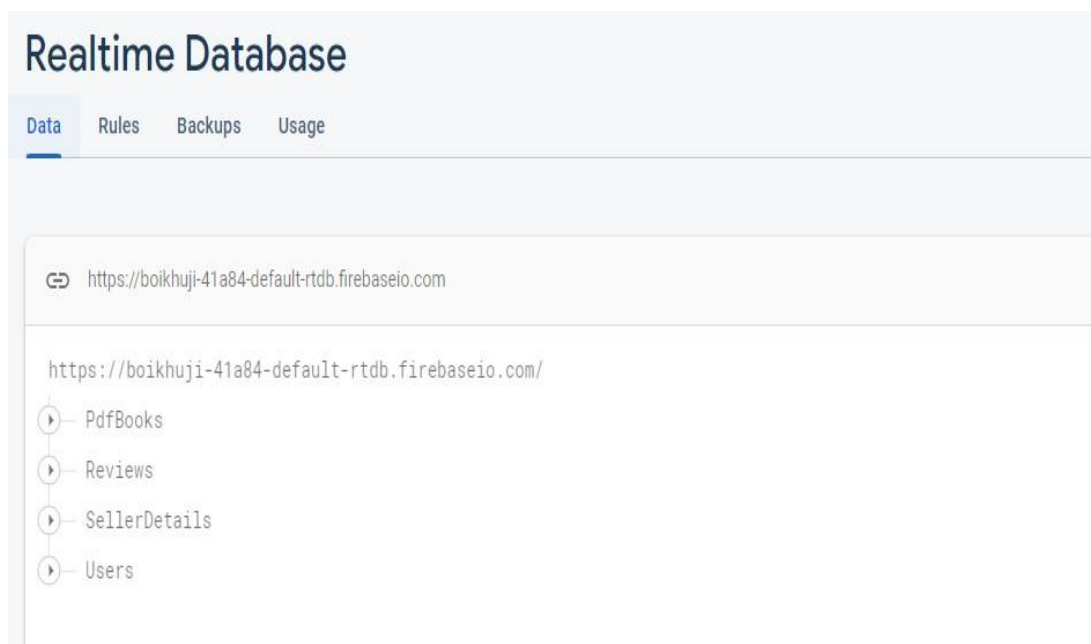 Realtime Database
Data Rules Backups Usage
https://boikhuji-41a84-default-rtdb.firebaseio.com
https://boikhuji-41a84-default-rtdb.firebaseio.com/
PdfBooks
Reviews
SellerDetails
Users